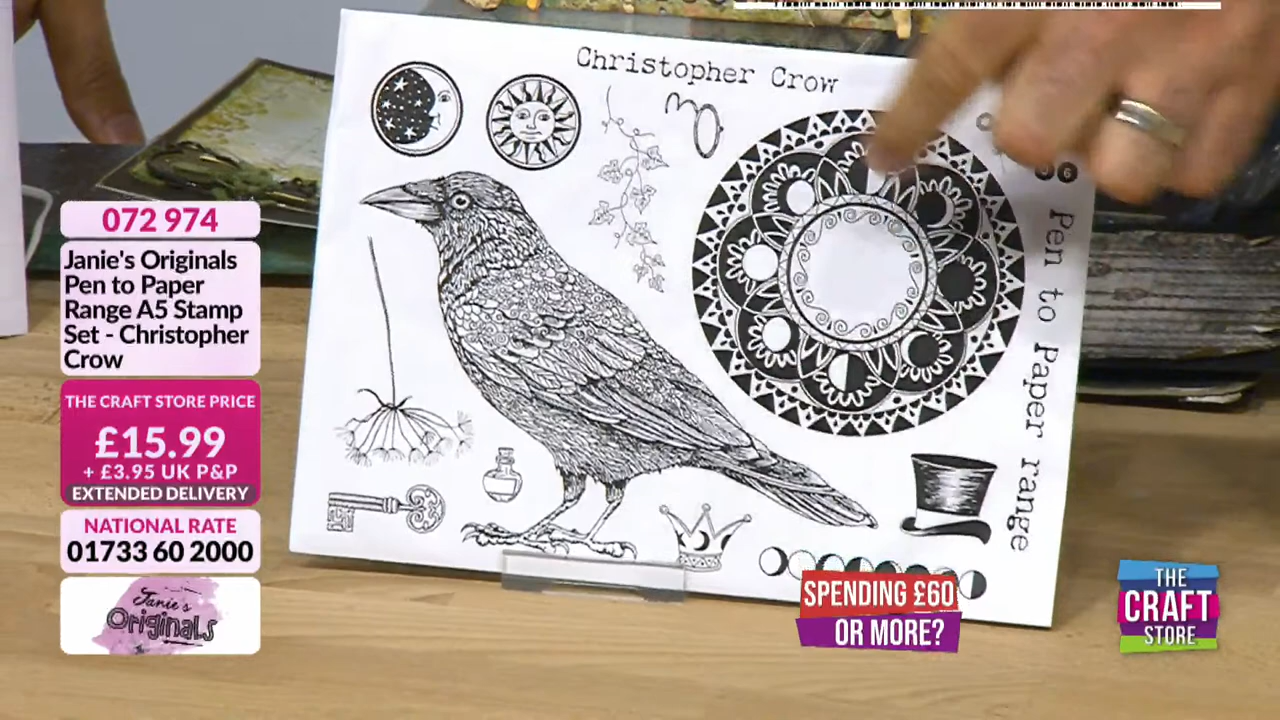 Christopher Crow
6
Pen to Paper range
072 974
Janie's Originals
Pen to Paper
Range A5 Stamp
Set - Christopher
Crow
THE CRAFT STORE PRICE
£15.99
+ £3.95 UK P&P
EXTENDED DELIVERY
NATIONAL RATE
01733 60 2000
Janie's
Originals
SPENDING £60
OR MORE?
THE
CRAFT
STORE